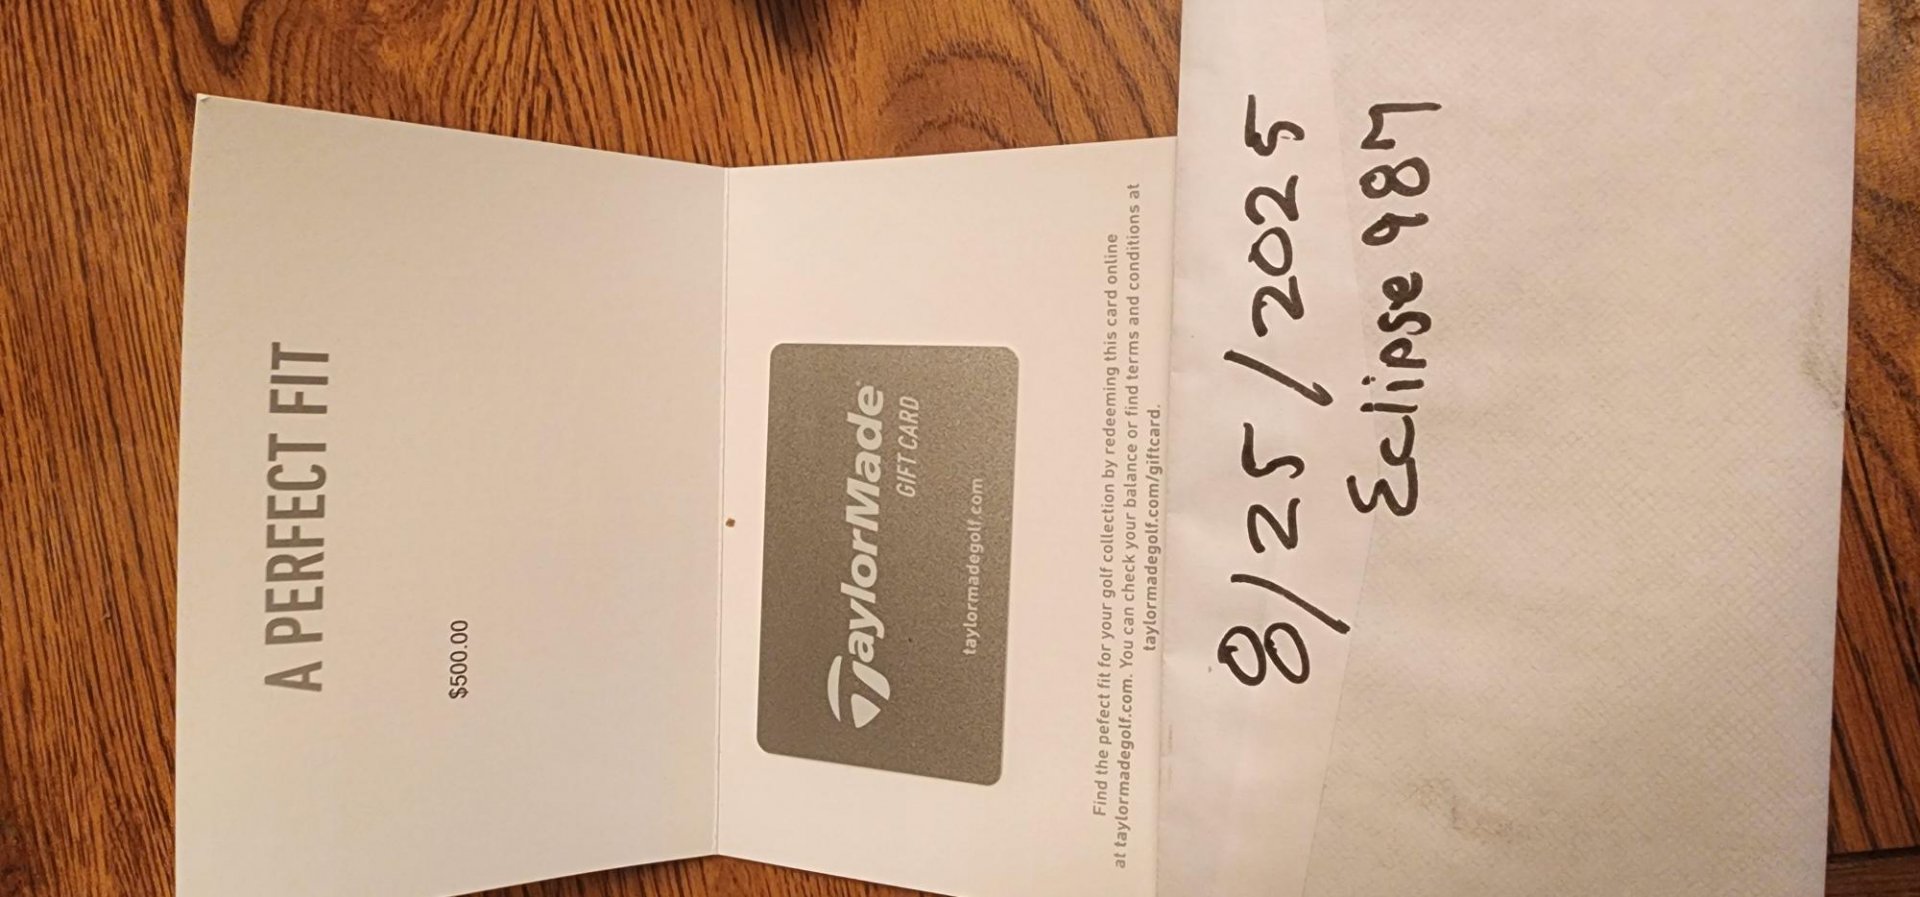 A PERFECT FIT
$500.00
TaylorMade
GIFT CARD
taylormadegolf.com
Find the pefect fit for your golf collection by redeeming this card online
at taylormadegolf.com. You can check your balance or find terms and conditions at
taylormadegolf.com/giftcard.
8/25/2025
Eclipse 987